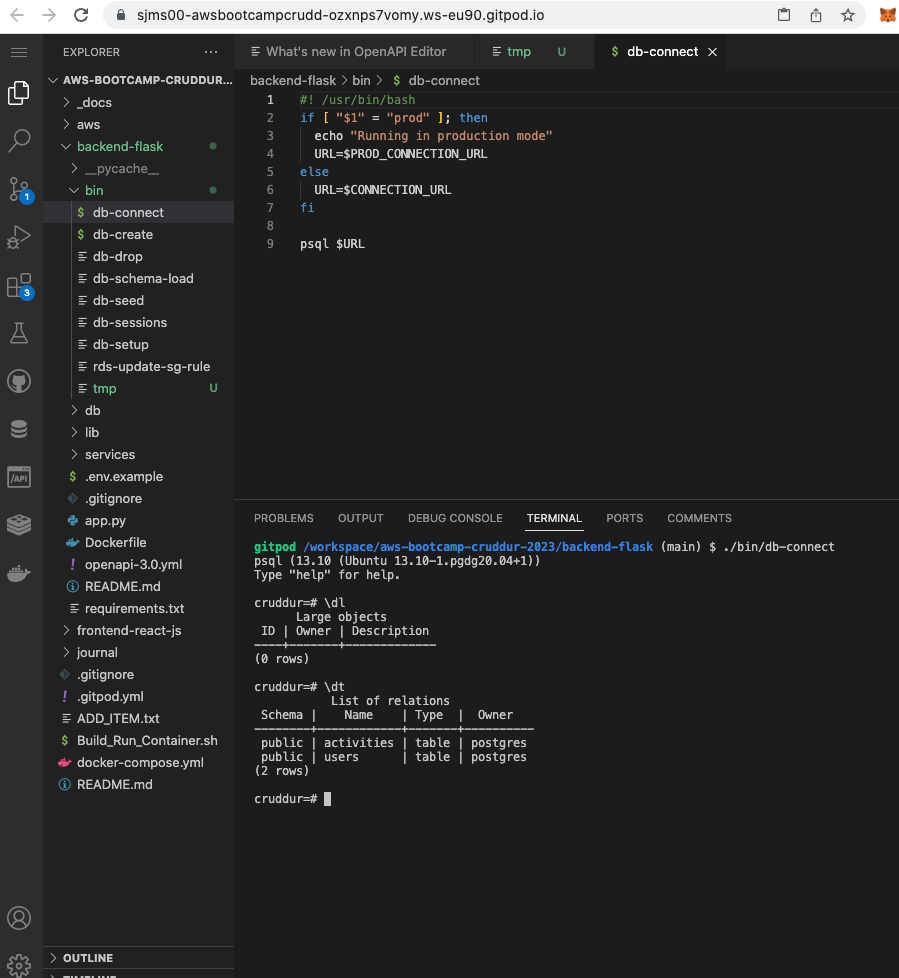 sjms00-awsbootcampcrudd-ozxnps7vomy.ws-eu90.gitpod.io
EXPLORER ...
AWS-BOOTCAMP-CRUDDUR...
_docs
aws
backend-flask
__pycache__
bin
$ db-connect
$ db-create
db-drop
db-schema-load
db-seed
db-sessions
db-setup
rds-update-sg-rule
tmp U
db
lib
services
$ .env.example
.gitignore
app.py
Dockerfile
! openapi-3.0.yml
README.md
requirements.txt
frontend-react-js
journal
.gitignore
! .gitpod.yml
ADD_ITEM.txt
$ Build_Run_Container.sh
docker-compose.yml
README.md
OUTLINE
TIMELINE
1
3
/API
What's new in OpenAPI Editor
tmp U
$ db-connect
backend-flask > bin > $ db-connect
1 #! /usr/bin/bash
2 if [ "$1" = "prod" ]; then
3 echo "Running in production mode"
4 URL=$PROD_CONNECTION_URL
5 else
6 URL=$CONNECTION_URL
7 fi
8
9 psql $URL
PROBLEMS OUTPUT DEBUG CONSOLE TERMINAL PORTS COMMENTS
gitpod /workspace/aws-bootcamp-cruddur-2023/backend-flask (main) $ ./bin/db-connect
psql (13.10 (Ubuntu 13.10-1.pgdg20.04+1))
Type "help" for help.
cruddur=# \dl
Large objects
ID | Owner | Description
----+-------+-------------
(0 rows)
cruddur=# \dt
List of relations
Schema | Name | Type | Owner
--------+------------+-------+----------
public | activities | table | postgres
public | users | table | postgres
(2 rows)
cruddur=#